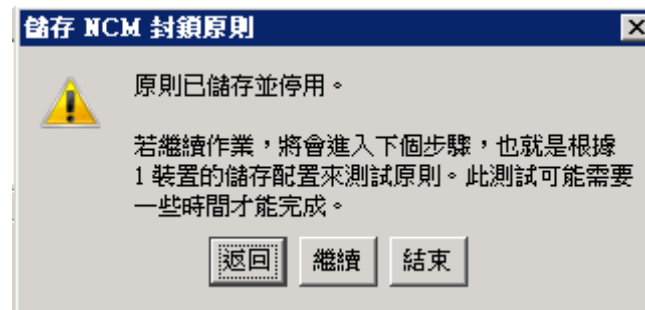 儲存 NCM 封鎖原則
原則已儲存並停用。
若繼續作業，將會進入下個步驟，也就是根據
1 裝置的儲存配置來測試原則。此測試可能需要
一些時間才能完成。
返回 繼續 結束